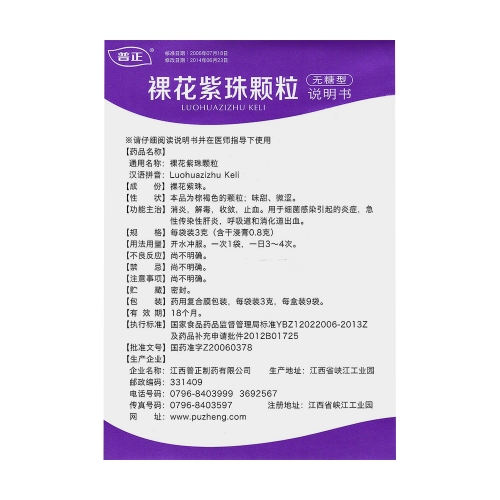 普正®
核准日期：2006年07月18日
修改日期：2014年06月23日
裸花紫珠颗粒
LUOHUAZIZHU KELI
无糖型
说明书
※请仔细阅读说明书并在医师指导下使用
【药品名称】
通用名称：裸花紫珠颗粒
汉语拼音：Luohuazizhu Keli
【成　份】裸花紫珠。
【性　状】本品为棕褐色的颗粒；味甜、微涩。
【功能主治】消炎，解毒，收敛，止血。用于细菌感染引起的炎症，急
性传染性肝炎，呼吸道和消化道出血。
【规　格】每袋装3克（含干浸膏0.8克）
【用法用量】开水冲服。一次1袋，一日3～4次。
【不良反应】尚不明确。
【禁　忌】尚不明确。
【注意事项】尚不明确。
【贮　藏】密封。
【包　装】药用复合膜包装，每袋装3克，每盒装9袋。
【有 效 期】18个月。
【执行标准】国家食品药品监督管理局标准YBZ12022006-2013Z
及药品补充申请批件2012B01725
【批准文号】国药准字Z20060378
【生产企业】
企业名称：江西普正制药有限公司　生产地址：江西省峡江工业园
邮政编码：331409
电话号码：0796-8403999 3692567
传真号码：0796-8403597　注册地址：江西省峡江工业园
网　址：www.puzheng.com